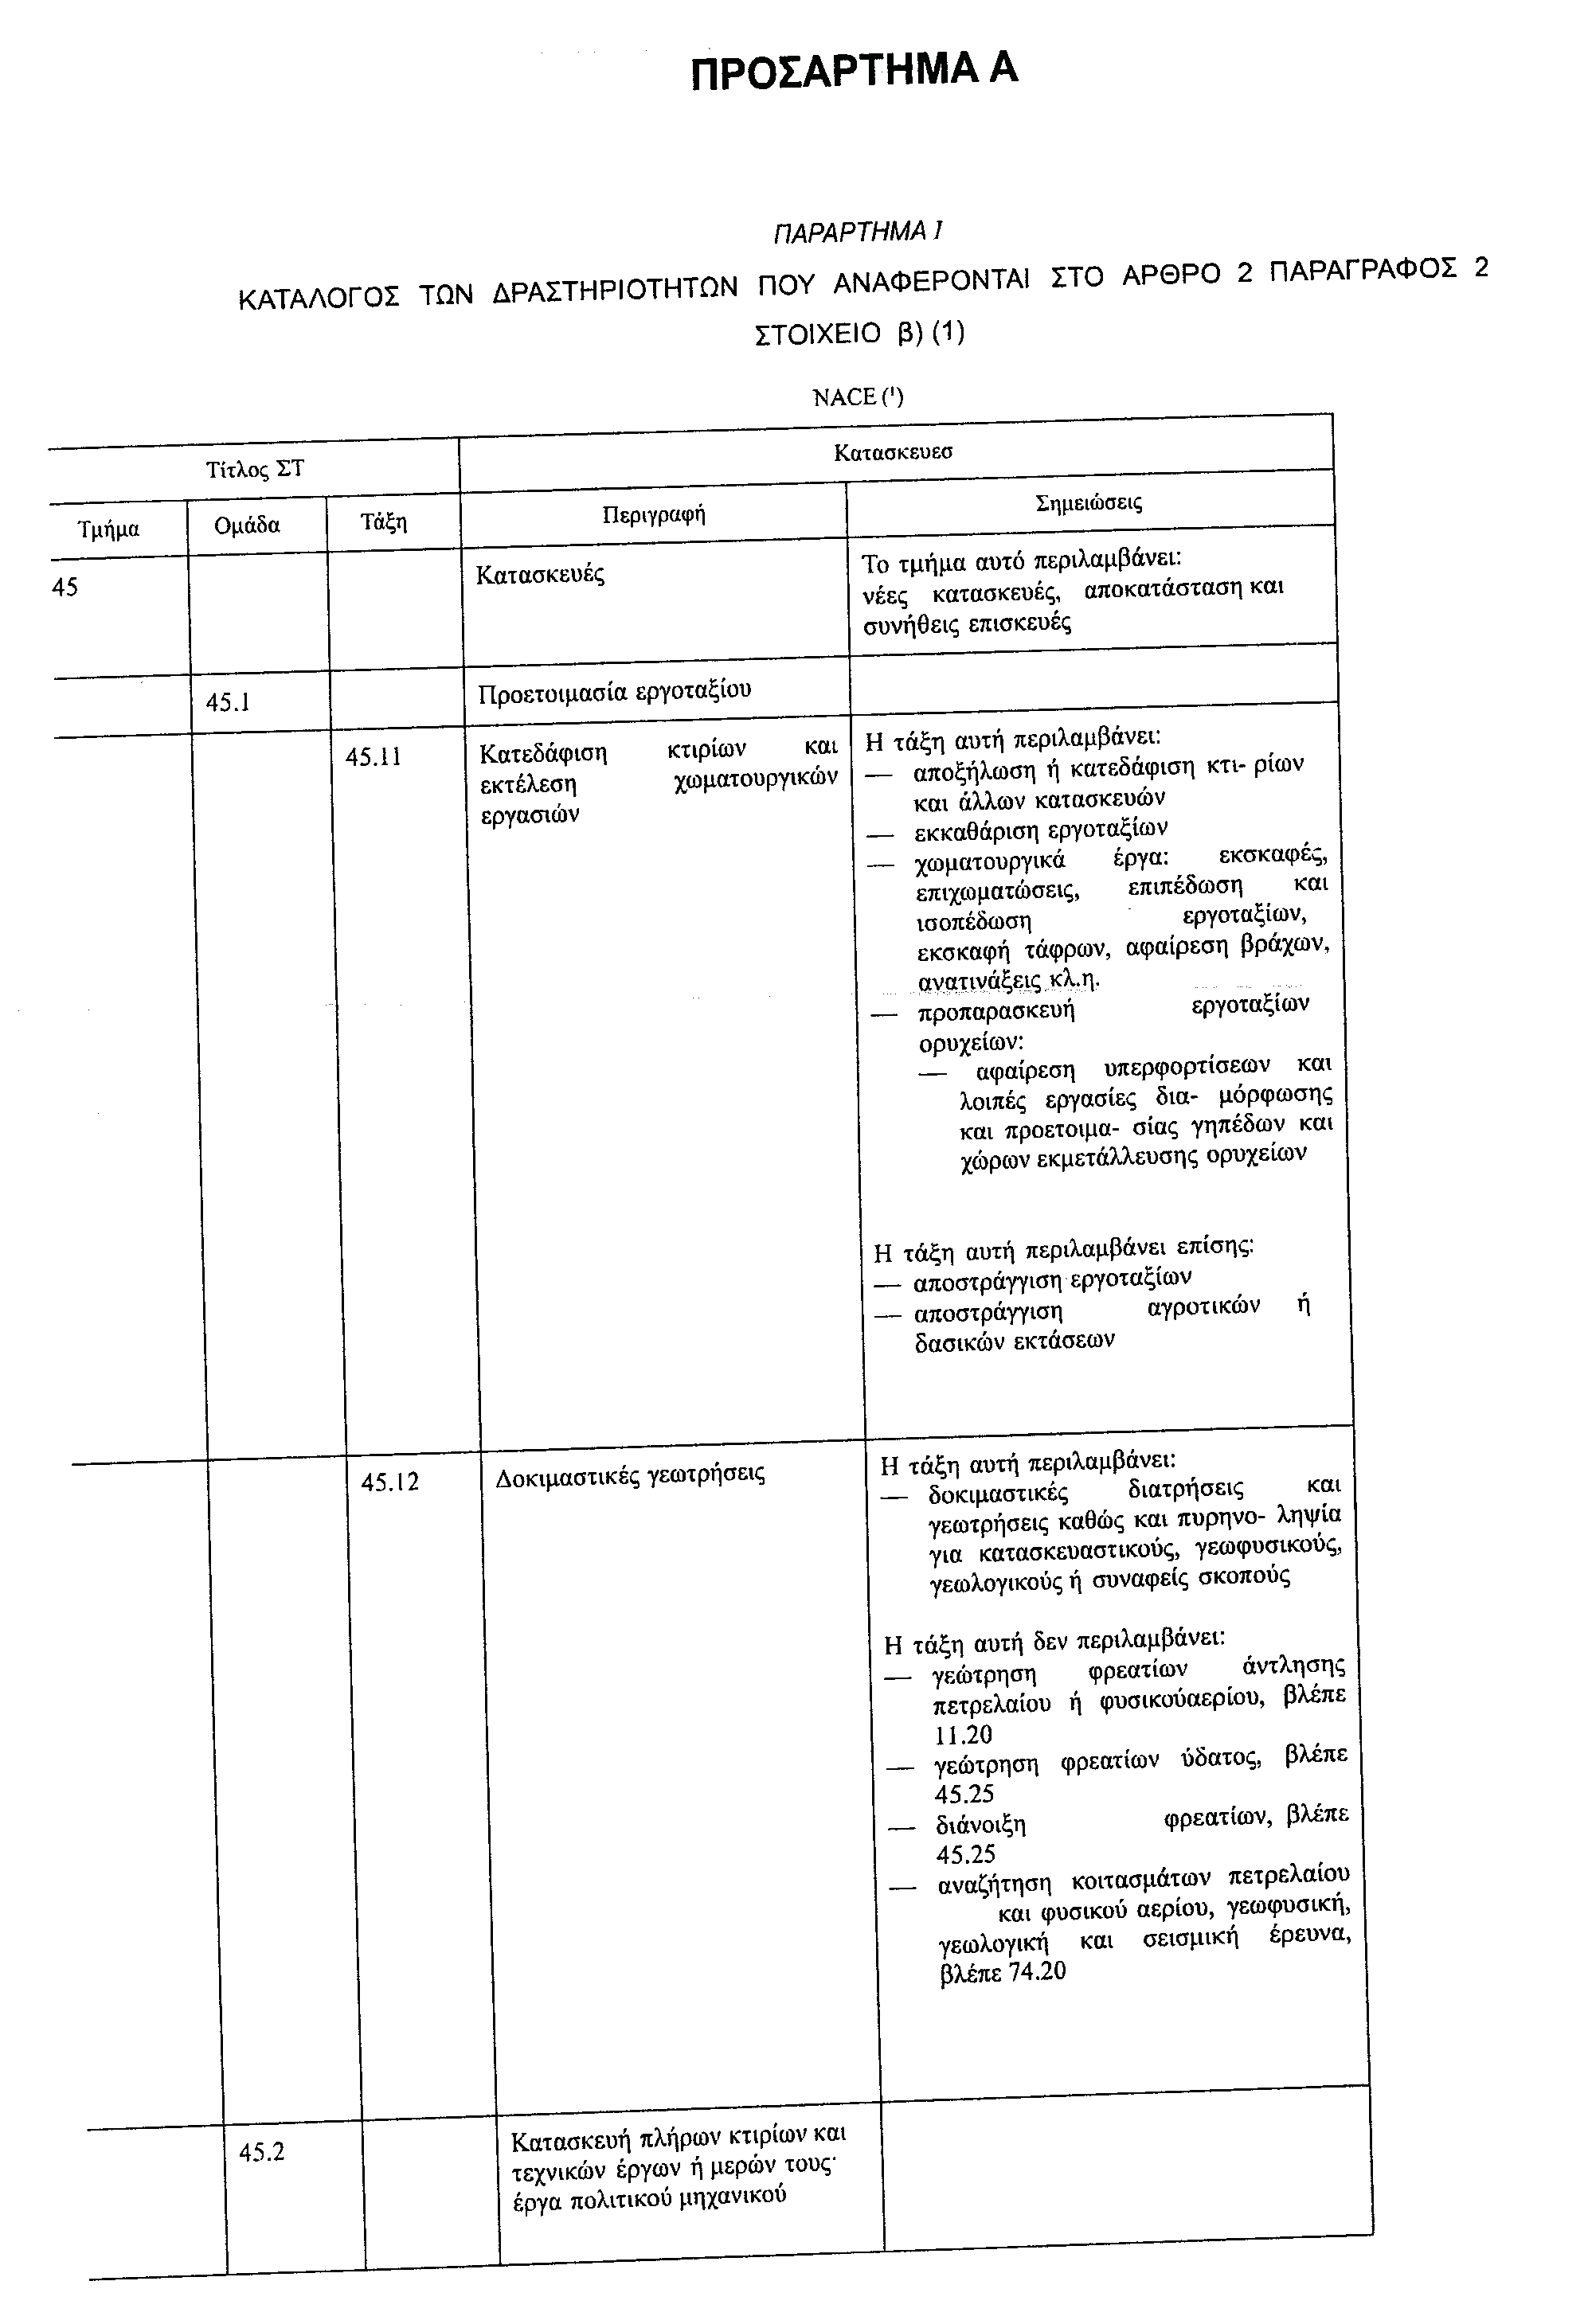 ΠΡΟΣΑΡΤΗΜΑ Α
ΠΑΡΑΡΤΗΜΑ Ι
ΚΑΤΑΛΟΓΟΣ ΤΩΝ ΔΡΑΣΤΗΡΙΟΤΗΤΩΝ ΠΟΥ ΑΝΑΦΕΡΟΝΤΑΙ ΣΤΟ ΑΡΘΡΟ 2 ΠΑΡΑΓΡΑΦΟΣ 2
ΣΤΟΙΧΕΙΟ β) (1)
NACE (¹)
Τίτλος ΣΤ
Κατασκευεσ
Τμήμα
Ομάδα
Τάξη
Περιγραφή
Σημειώσεις
45
Κατασκευές
Το τμήμα αυτό περιλαμβάνει:
νέες κατασκευές, αποκατάσταση και
συνήθεις επισκευές
45.1
Προετοιμασία εργοταξίου
45.11
Κατεδάφιση κτιρίων και
εκτέλεση χωματουργικών
εργασιών
Η τάξη αυτή περιλαμβάνει:
— αποξήλωση ή κατεδάφιση κτι- ρίων
και άλλων κατασκευών
— εκκαθάριση εργοταξίων
— χωματουργικά έργα: εκσκαφές,
επιχωματώσεις, επιπέδωση και
ισοπέδωση εργοταξίων,
εκσκαφή τάφρων, αφαίρεση βράχων,
ανατινάξεις κλ.η.
— προπαρασκευή εργοταξίων
ορυχείων:
— αφαίρεση υπερφορτίσεων και
λοιπές εργασίες δια- μόρφωσης
και προετοιμα- σίας γηπέδων και
χώρων εκμετάλλευσης ορυχείων
Η τάξη αυτή περιλαμβάνει επίσης:
— αποστράγγιση εργοταξίων
— αποστράγγιση αγροτικών ή
δασικών εκτάσεων
45.12
Δοκιμαστικές γεωτρήσεις
Η τάξη αυτή περιλαμβάνει:
— δοκιμαστικές διατρήσεις και
γεωτρήσεις καθώς και πυρηνο- ληψία
για κατασκευαστικούς, γεωφυσικούς,
γεωλογικούς ή συναφείς σκοπούς
Η τάξη αυτή δεν περιλαμβάνει:
— γεώτρηση φρεατίων άντλησης
πετρελαίου ή φυσικούαερίου, βλέπε
11.20
— γεώτρηση φρεατίων ύδατος, βλέπε
45.25
— διάνοιξη φρεατίων, βλέπε
45.25
— αναζήτηση κοιτασμάτων πετρελαίου
και φυσικού αερίου, γεωφυσική,
γεωλογική και σεισμική έρευνα,
βλέπε 74.20
45.2
Κατασκευή πλήρων κτιρίων και
τεχνικών έργων ή μερών τους·
έργα πολιτικού μηχανικού